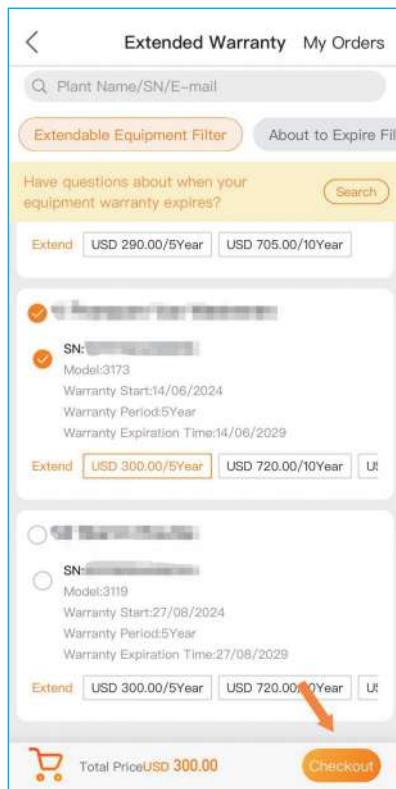 Extended Warranty My Orders
Plant Name/SN/E-mail
Extendable Equipment Filter About to Expire Fil
Have questions about when your
equipment warranty expires?
Search
Extend USD 290.00/5Year USD 705.00/10Year
SN:
Model:3173
Warranty Start:14/06/2024
Warranty Period:5Year
Warranty Expiration Time:14/06/2029
Extend USD 300.00/5Year USD 720.00/10Year
SN:
Model:3119
Warranty Start:27/08/2024
Warranty Period:5Year
Warranty Expiration Time:27/08/2029
Extend USD 300.00/5Year USD 720.00/10Year
Total PriceUSD 300.00 Checkout